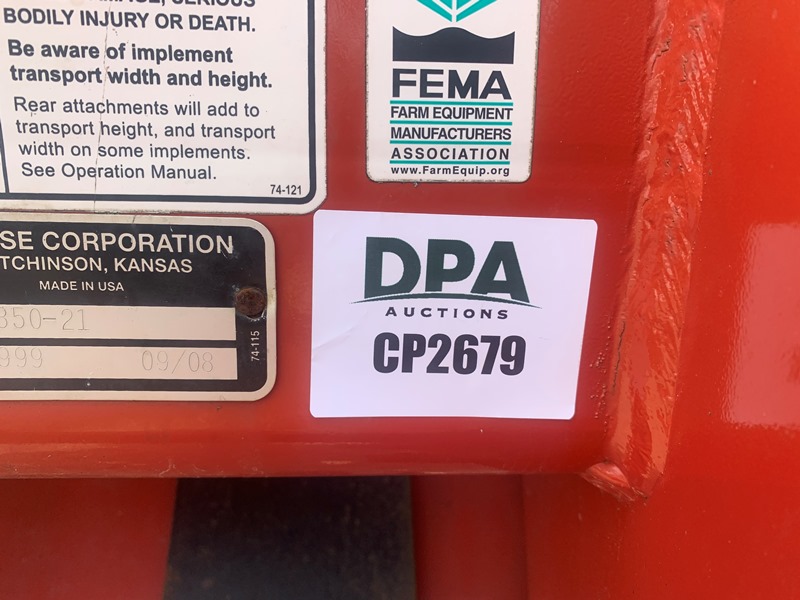 BODILY INJURY OR DEATH.
Be aware of implement
transport width and height.
Rear attachments will add to
transport height, and transport
width on some implements.
See Operation Manual.
74-121
FEMA
FARM EQUIPMENT
MANUFACTURERS
ASSOCIATION
www.FarmEquip.org
SE CORPORATION
TCHINSON, KANSAS
MADE IN USA
350-21
999 09/08
74-115
DPA
AUCTIONS
CP2679